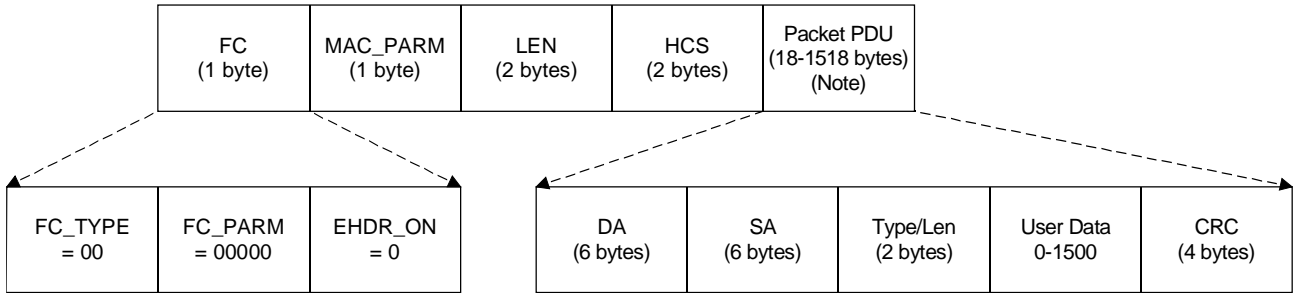 FC
(1 byte)
MAC_PARM
(1 byte)
LEN
(2 bytes)
HCS
(2 bytes)
Packet PDU
(18-1518 bytes)
(Note)
FC_TYPE
= 00
FC_PARM
= 00000
EHDR_ON
= 0
DA
(6 bytes)
SA
(6 bytes)
Type/Len
(2 bytes)
User Data
0-1500
CRC
(4 bytes)